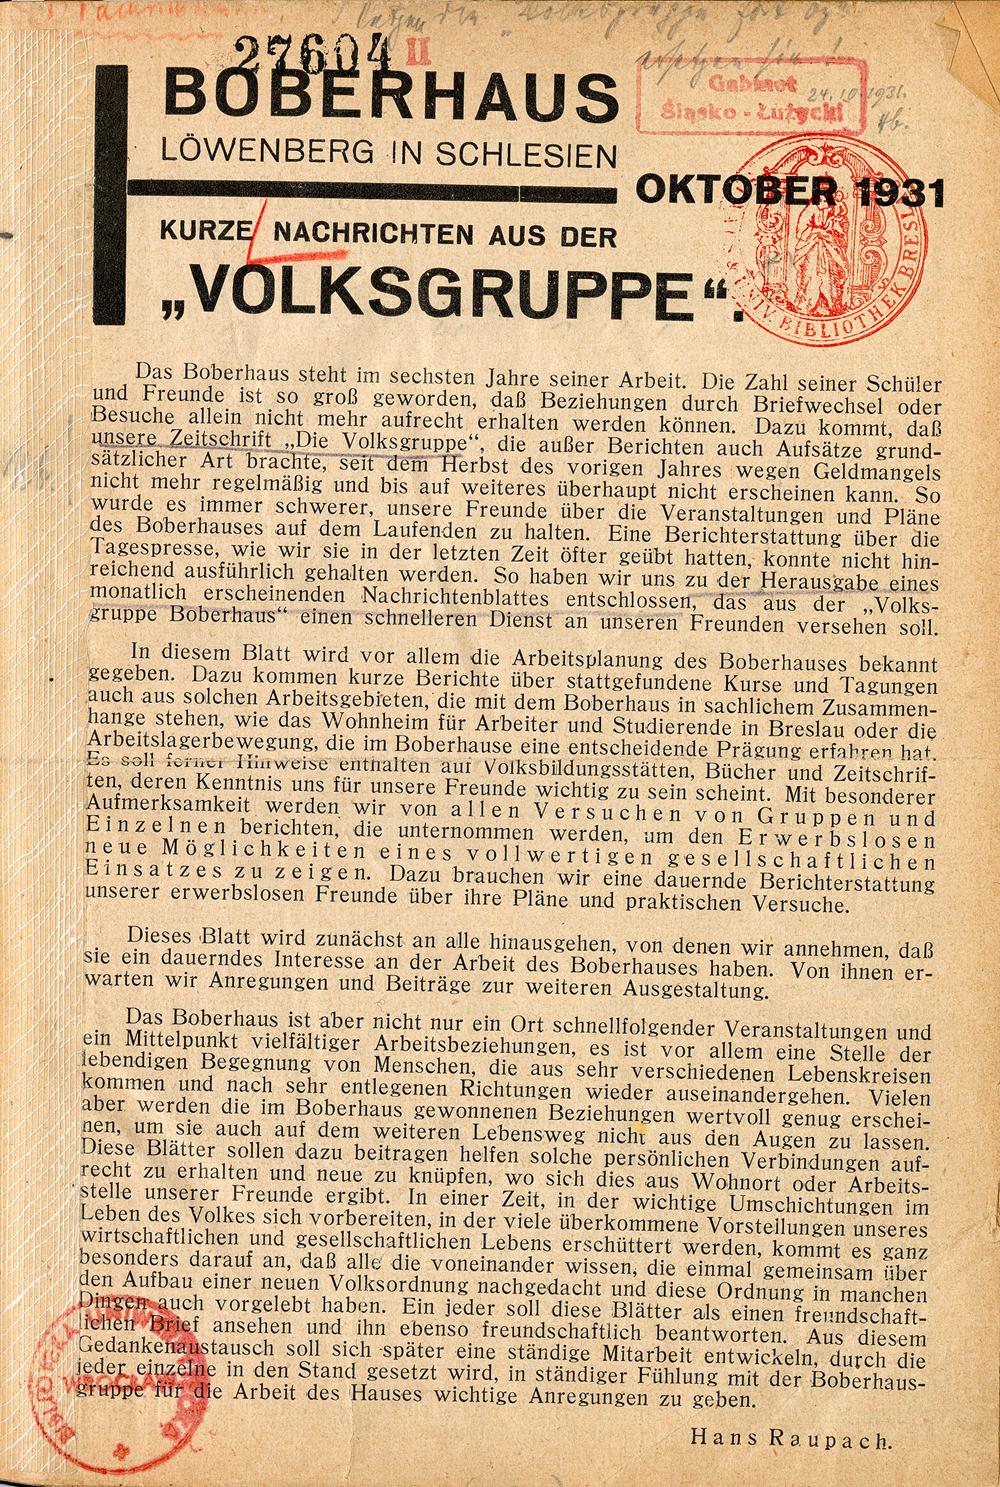 27604 II
BOBERHAUS
LÖWENBERG IN SCHLESIEN
Gabinet
Śląsko-Łużycki
24.10.1931.
OKTOBER 1931
KURZE NACHRICHTEN AUS DER
„VOLKSGRUPPE“.
UNIV. BIBLIOTHEK BRESL
Das Boberhaus steht im sechsten Jahre seiner Arbeit. Die Zahl seiner Schüler
und Freunde ist so groß geworden, daß Beziehungen durch Briefwechsel oder
Besuche allein nicht mehr aufrecht erhalten werden können. Dazu kommt, daß
unsere Zeitschrift „Die Volksgruppe“, die außer Berichten auch Aufsätze grund-
sätzlicher Art brachte, seit dem Herbst des vorigen Jahres wegen Geldmangels
nicht mehr regelmäßig und bis auf weiteres überhaupt nicht erscheinen kann. So
wurde es immer schwerer, unsere Freunde über die Veranstaltungen und Pläne
des Boberhauses auf dem Laufenden zu halten. Eine Berichterstattung über die
Tagespresse, wie wir sie in der letzten Zeit öfter geübt hatten, konnte nicht hin-
reichend ausführlich gehalten werden. So haben wir uns zu der Herausgabe eines
monatlich erscheinenden Nachrichtenblattes entschlossen, das aus der „Volks-
gruppe Boberhaus“ einen schnelleren Dienst an unseren Freunden versehen soll.
In diesem Blatt wird vor allem die Arbeitsplanung des Boberhauses bekannt
gegeben. Dazu kommen kurze Berichte über stattgefundene Kurse und Tagungen
auch aus solchen Arbeitsgebieten, die mit dem Boberhaus in sachlichem Zusammen-
hange stehen, wie das Wohnheim für Arbeiter und Studierende in Breslau oder die
Arbeitslagerbewegung, die im Boberhause eine entscheidende Prägung erfahren hat.
Es soll ferner Hinweise enthalten auf Volksbildungsstätten, Bücher und Zeitschrif-
ten, deren Kenntnis uns für unsere Freunde wichtig zu sein scheint. Mit besonderer
Aufmerksamkeit werden wir von allen Versuchen von Gruppen und
Einzelnen berichten, die unternommen werden, um den Erwerbslosen
neue Möglichkeiten eines vollwertigen gesellschaftlichen
Einsatzes zu zeigen. Dazu brauchen wir eine dauernde Berichterstattung
unserer erwerbslosen Freunde über ihre Pläne und praktischen Versuche.
Dieses Blatt wird zunächst an alle hinausgehen, von denen wir annehmen, daß
sie ein dauerndes Interesse an der Arbeit des Boberhauses haben. Von ihnen er-
warten wir Anregungen und Beiträge zur weiteren Ausgestaltung.
Das Boberhaus ist aber nicht nur ein Ort schnellfolgender Veranstaltungen und
ein Mittelpunkt vielfältiger Arbeitsbeziehungen, es ist vor allem eine Stelle der
lebendigen Begegnung von Menschen, die aus sehr verschiedenen Lebenskreisen
kommen und nach sehr entlegenen Richtungen wieder auseinandergehen. Vielen
aber werden die im Boberhaus gewonnenen Beziehungen wertvoll genug erschei-
nen, um sie auch auf dem weiteren Lebensweg nicht aus den Augen zu lassen.
Diese Blätter sollen dazu beitragen helfen solche persönlichen Verbindungen auf-
recht zu erhalten und neue zu knüpfen, wo sich dies aus Wohnort oder Arbeits-
stelle unserer Freunde ergibt. In einer Zeit, in der wichtige Umschichtungen im
Leben des Volkes sich vorbereiten, in der viele überkommene Vorstellungen unseres
wirtschaftlichen und gesellschaftlichen Lebens erschüttert werden, kommt es ganz
besonders darauf an, daß alle die voneinander wissen, die einmal gemeinsam über
den Aufbau einer neuen Volksordnung nachgedacht und diese Ordnung in manchen
Dingen auch vorgelebt haben. Ein jeder soll diese Blätter als einen freundschaft-
lichen Brief ansehen und ihn ebenso freundschaftlich beantworten. Aus diesem
Gedankenaustausch soll sich später eine ständige Mitarbeit entwickeln, durch die
jeder einzelne in den Stand gesetzt wird, in ständiger Fühlung mit der Boberhaus-
gruppe für die Arbeit des Hauses wichtige Anregungen zu geben.
Hans Raupach.